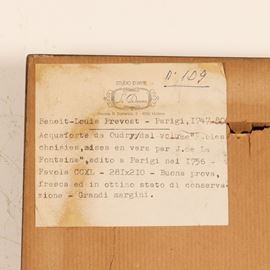 STUDIO D'ARTE
N° 109
Benoit-Louis Prevost - Parigi, 1747-80
Acquaforte da Oudry/dal volume "Fables
choisies, mises en vers par J. de La
Fontaine", edito a Parigi nel 1756 -
Favola CCXL - 281x210 - Buona prova,
fresca ed in ottimo stato di conserva-
zione - Grandi margini.